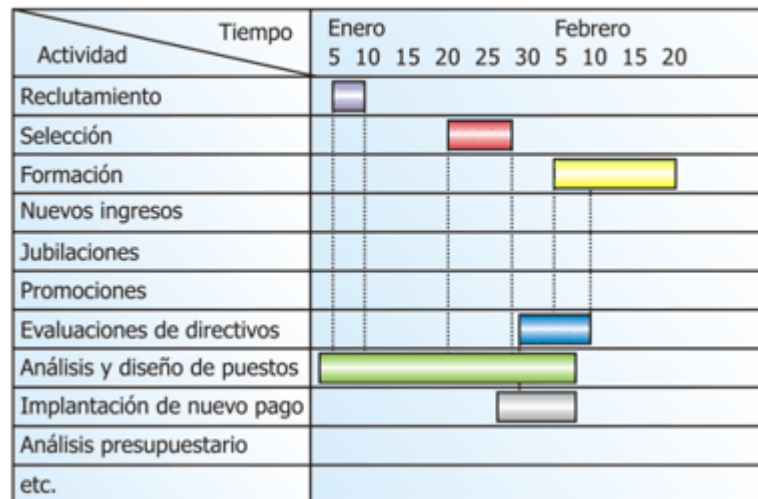 Tiempo
Actividad
Enero Febrero
5 10 15 20 25 30 5 10 15 20
Reclutamiento
Selección
Formación
Nuevos ingresos
Jubilaciones
Promociones
Evaluaciones de directivos
Análisis y diseño de puestos
Implantación de nuevo pago
Análisis presupuestario
etc.